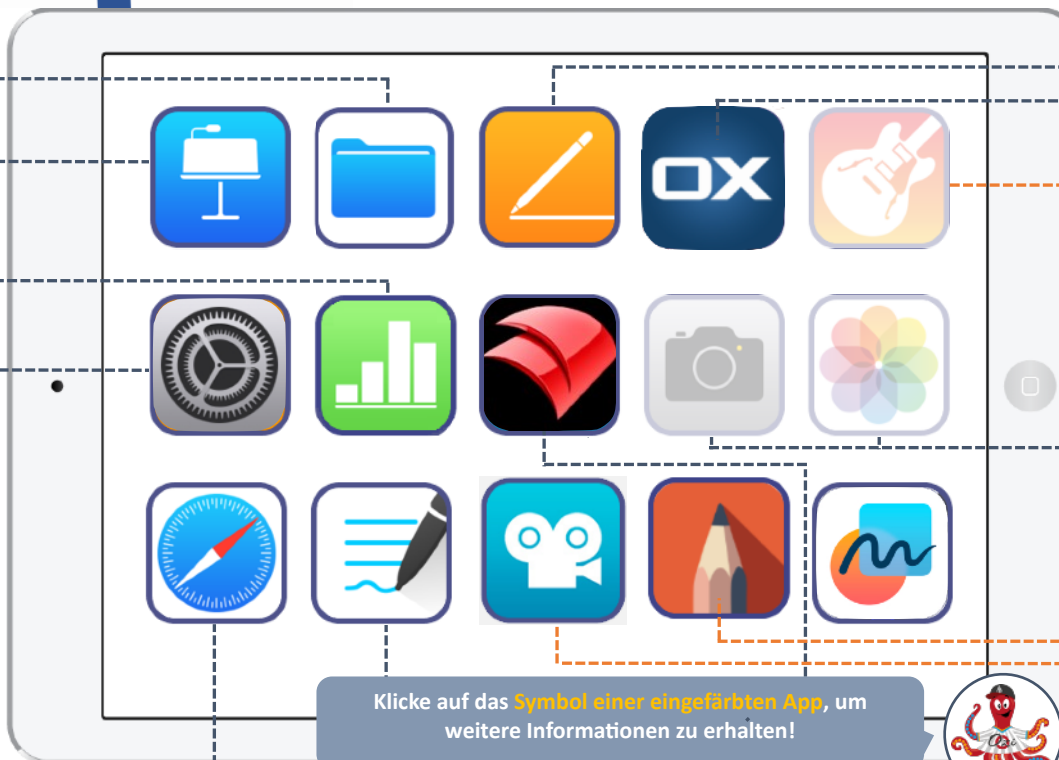 OX
Klicke auf das Symbol einer eingefärbten App, um
weitere Informationen zu erhalten!